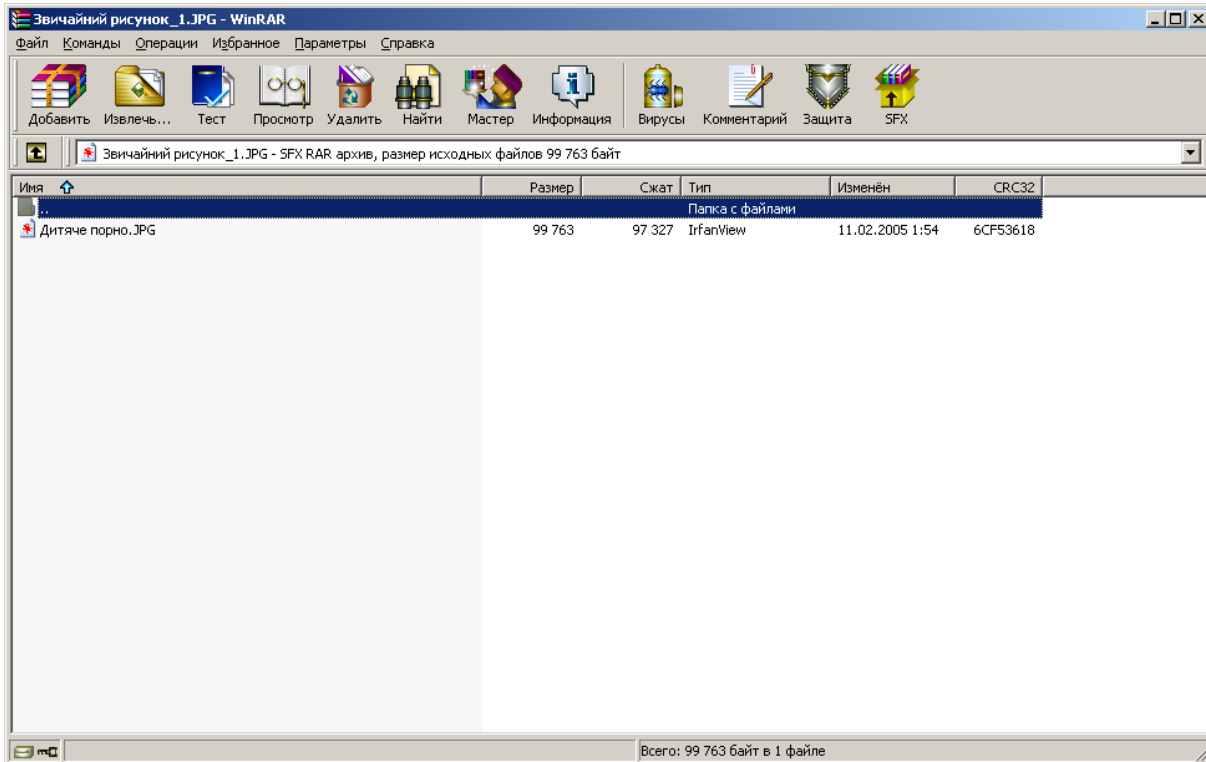 Звичайний рисунок_1.JPG - WinRAR
Файл Команды Операции Избранное Параметры Справка
Добавить Извлечь... Тест Просмотр Удалить Найти Мастер Информация Вирусы Комментарий Защита SFX
Звичайний рисунок_1.JPG - SFX RAR архив, размер исходных файлов 99 763 байт
Имя Размер Сжат Тип Изменён CRC32
.. Папка с файлами
Дитяче порно.JPG 99 763 97 327 IrfanView 11.02.2005 1:54 6CF53618
Всего: 99 763 байт в 1 файле